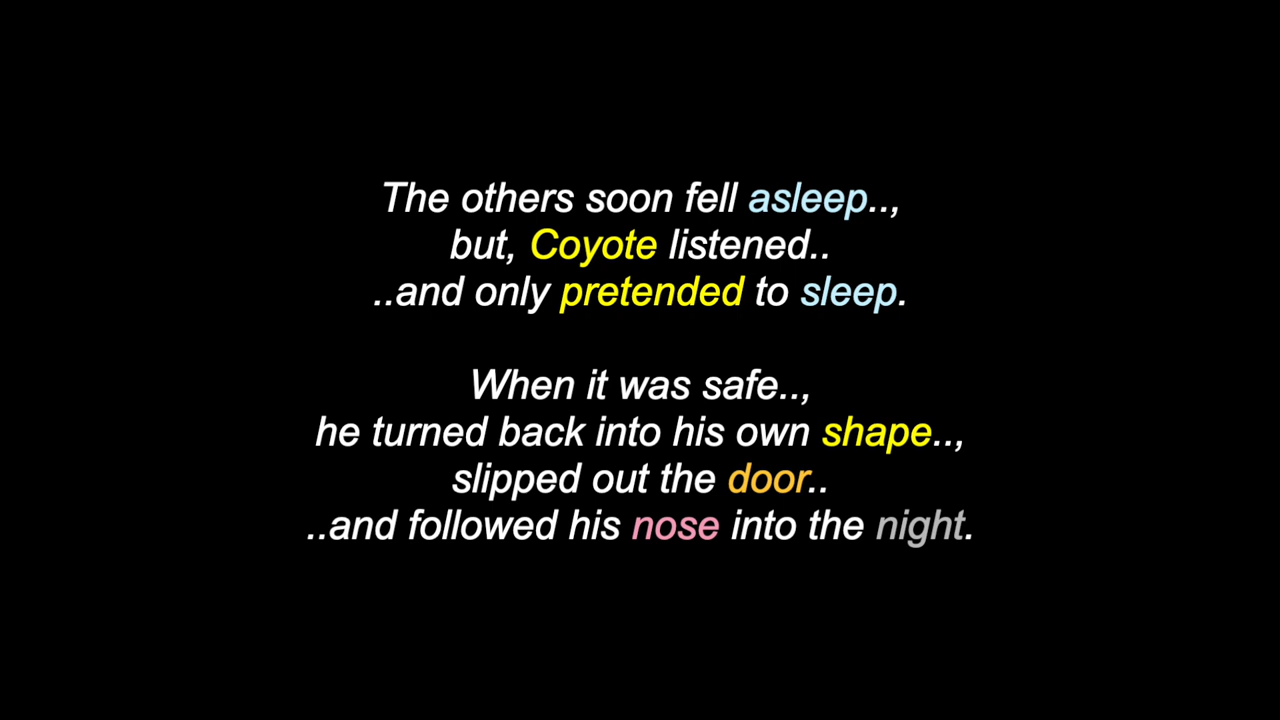 The others soon fell asleep..,
but, Coyote listened..
..and only pretended to sleep.
When it was safe..,
he turned back into his own shape..,
slipped out the door..
..and followed his nose into the night.